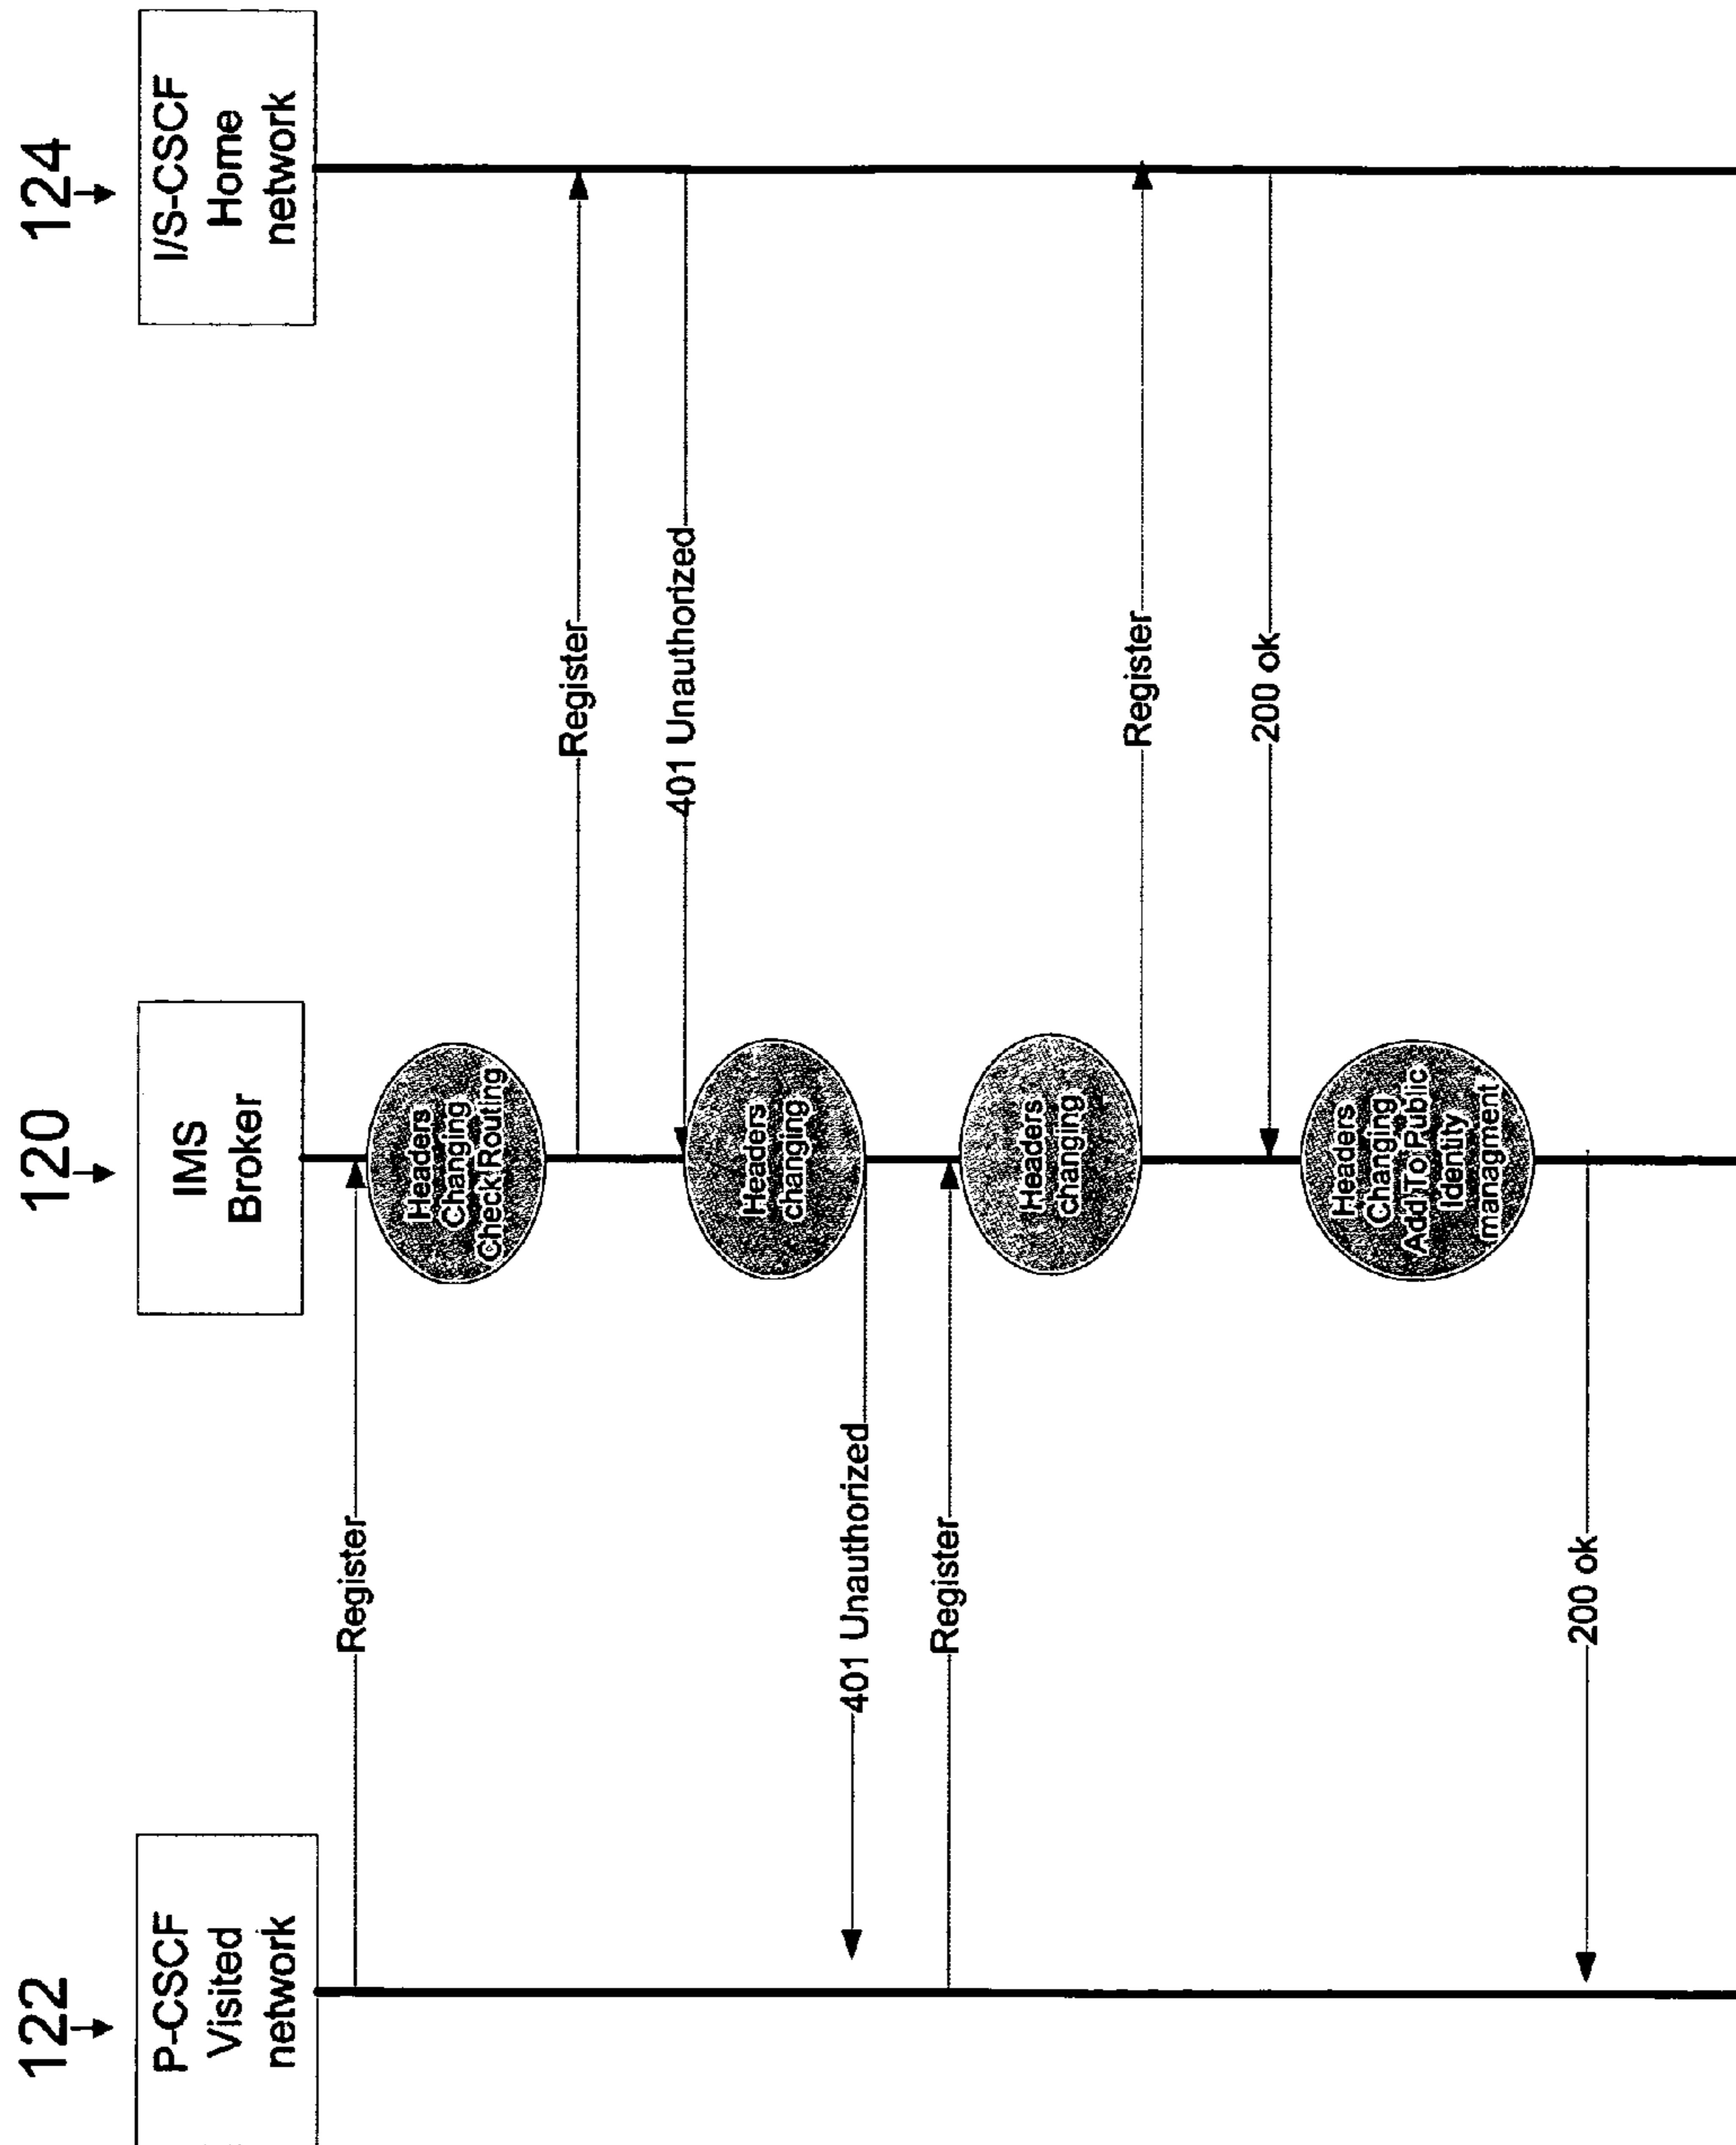 122
120
124
P-CSCF
Visited
network
IMS
Broker
I/S-CSCF
Home
network
Register
Headers
Changing
Check Routing
Register
401 Unauthorized
Headers
changing
401 Unauthorized
Register
Headers
changing
Register
200 ok
Headers
Changing
Add To Public
Identity
managment
200 ok